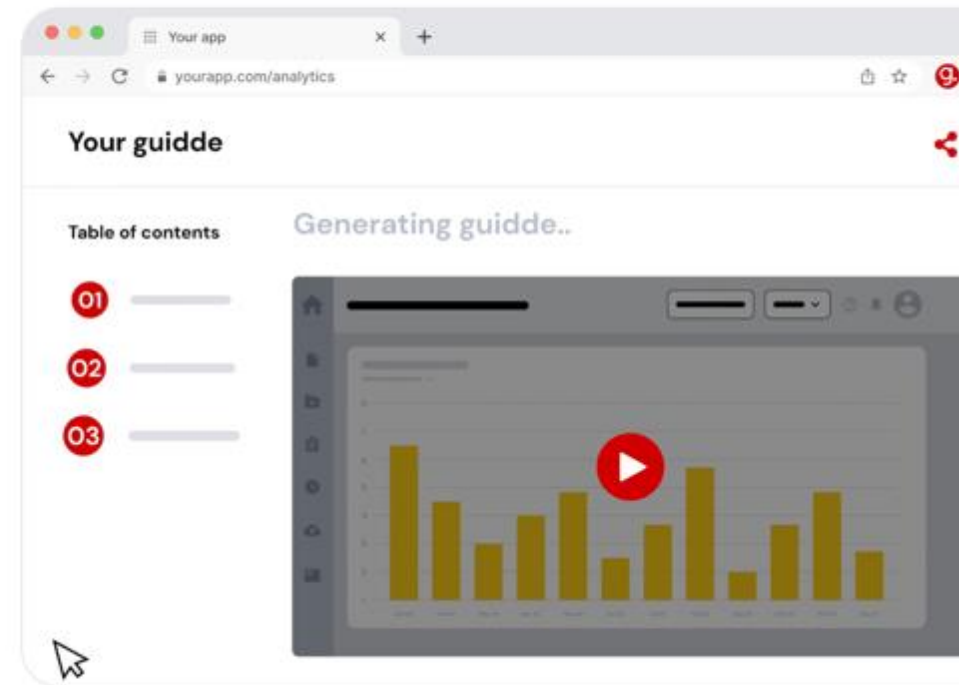 Your app
yourapp.com/analytics
g.
Your guidde
Table of contents
Generating guidde..
01
02
03